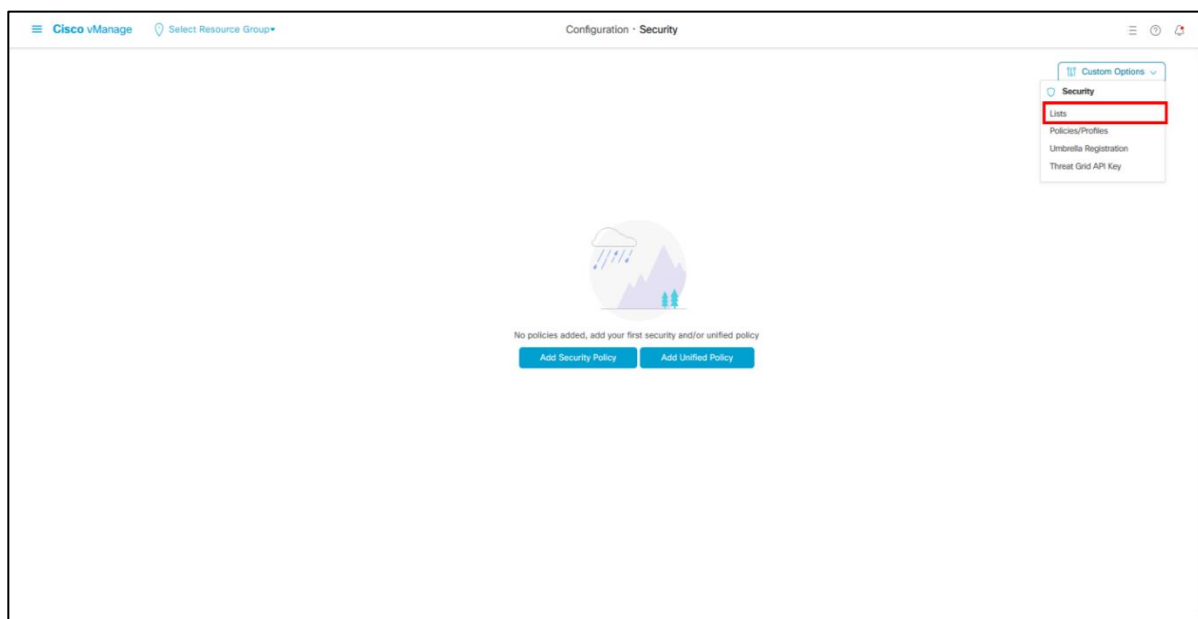 Cisco vManage Select Resource Group▾ Configuration · Security
Custom Options
Security
Lists
Policies/Profiles
Umbrella Registration
Threat Grid API Key
No policies added, add your first security and/or unified policy
Add Security Policy Add Unified Policy